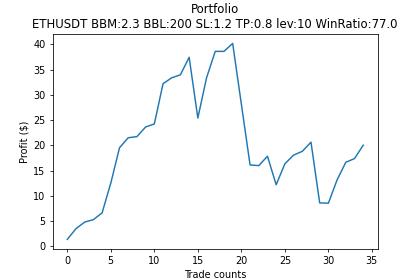 Portfolio
ETHUSDT BBM:2.3 BBL:200 SL:1.2 TP:0.8 lev:10 WinRatio:77.0
40
35
30
25
20
15
10
5
0
Profit ($)
0 5 10 15 20 25 30 35
Trade counts